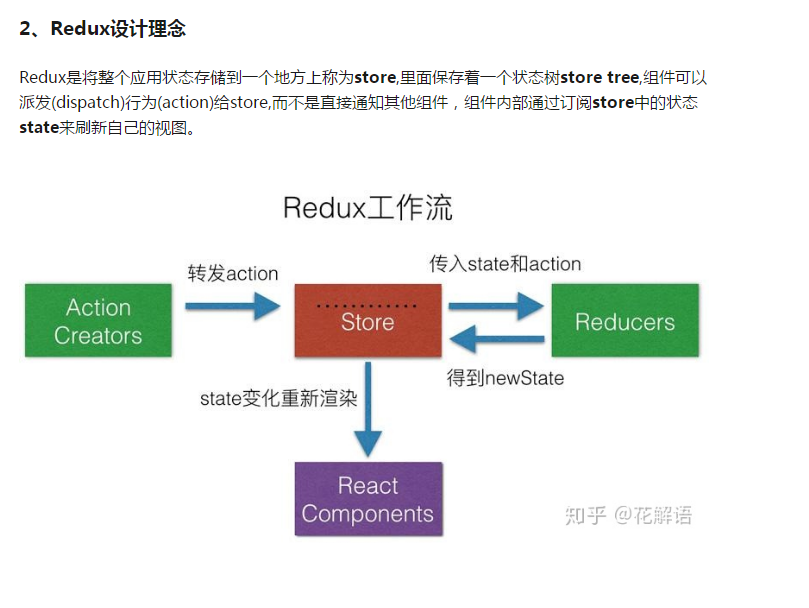 2、Redux设计理念
Redux是将整个应用状态存储到一个地方上称为store,里面保存着一个状态树store tree,组件可以
派发(dispatch)行为(action)给store,而不是直接通知其他组件，组件内部通过订阅store中的状态
state来刷新自己的视图。
Redux工作流
转发action
传入state和action
Action
Creators
............
Store
Reducers
得到newState
state变化重新渲染
React
Components
知乎 @花解语